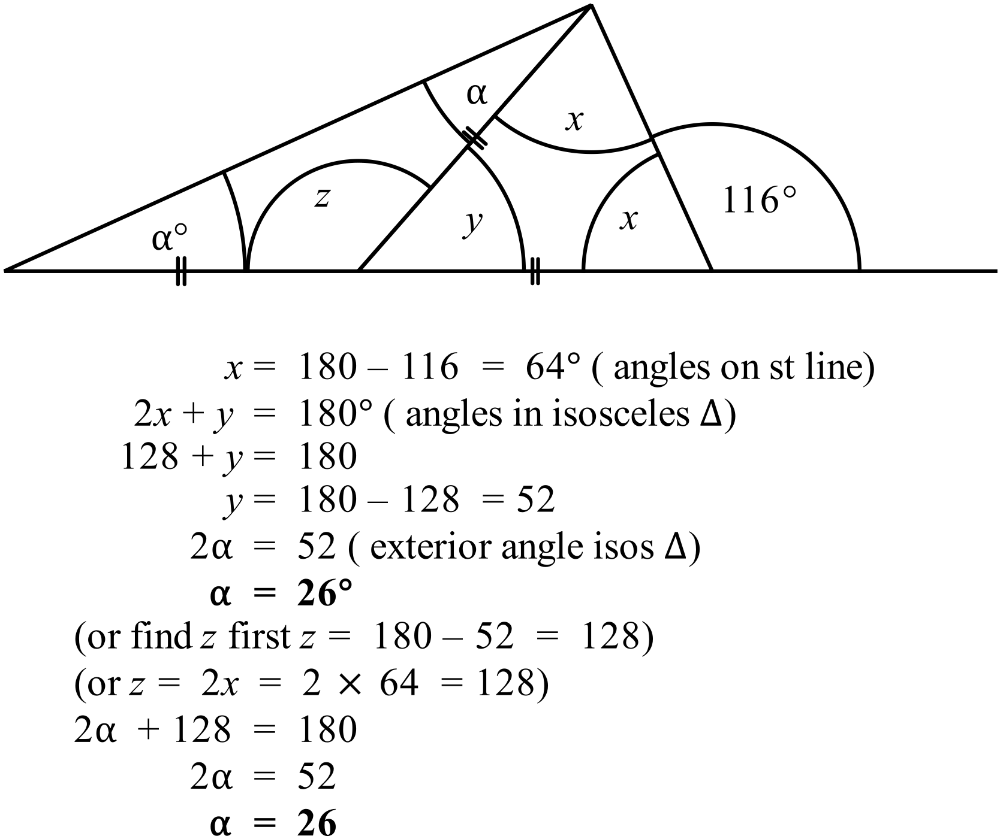 α
x
z
116°
y
x
α°
x = 180 – 116 = 64° ( angles on st line)
2x + y = 180° ( angles in isosceles Δ)
128 + y = 180
y = 180 – 128 = 52
2α = 52 ( exterior angle isos Δ)
α = 26°
(or find z first z = 180 – 52 = 128)
(or z = 2x = 2 × 64 = 128)
2α + 128 = 180
2α = 52
α = 26